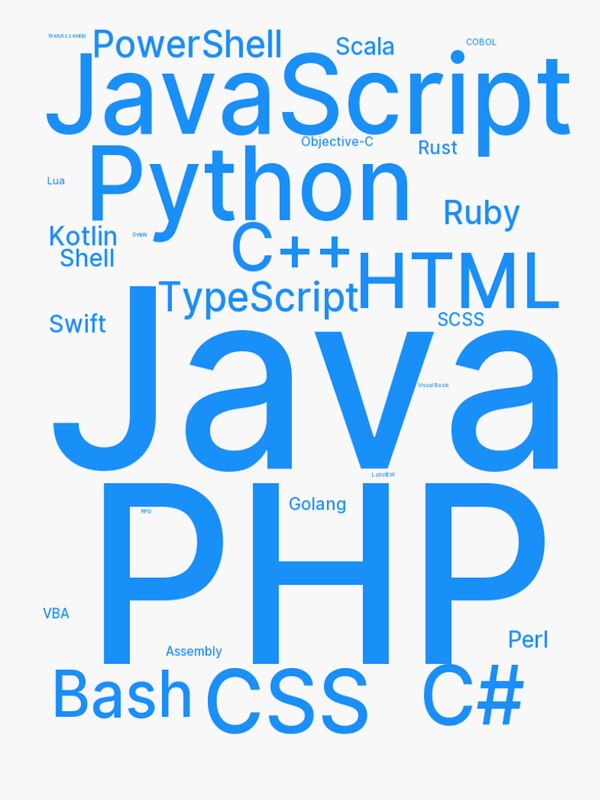 WebAssembly
PowerShell
Scala
COBOL
JavaScript
Objective-C
Rust
Python
Lua
Ruby
Kotlin
Delphi
C++
Shell
HTML
TypeScript
Swift
SCSS
Java
Visual Basic
LabVIEW
PHP
Golang
RPG
VBA
Perl
Assembly
Bash
CSS
C#